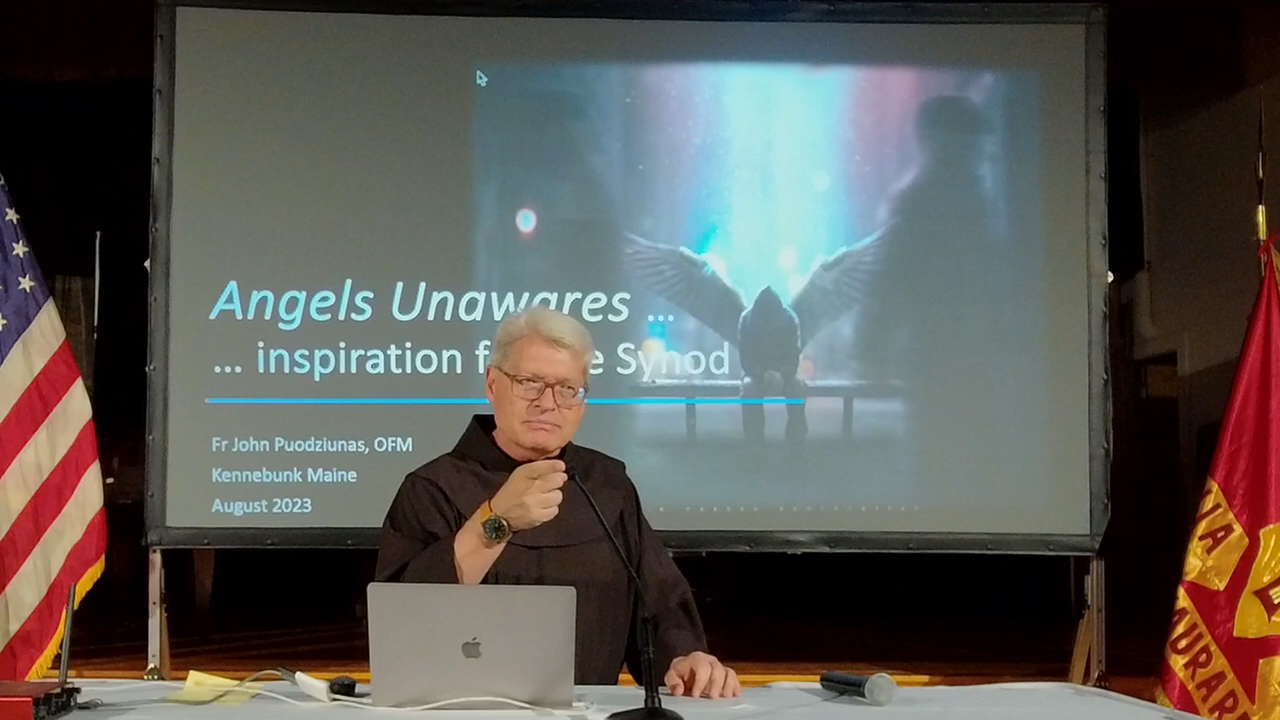 Angels Unawares ...
... inspiration f e Synod
Fr John Puodziunas, OFM
Kennebunk Maine
August 2023